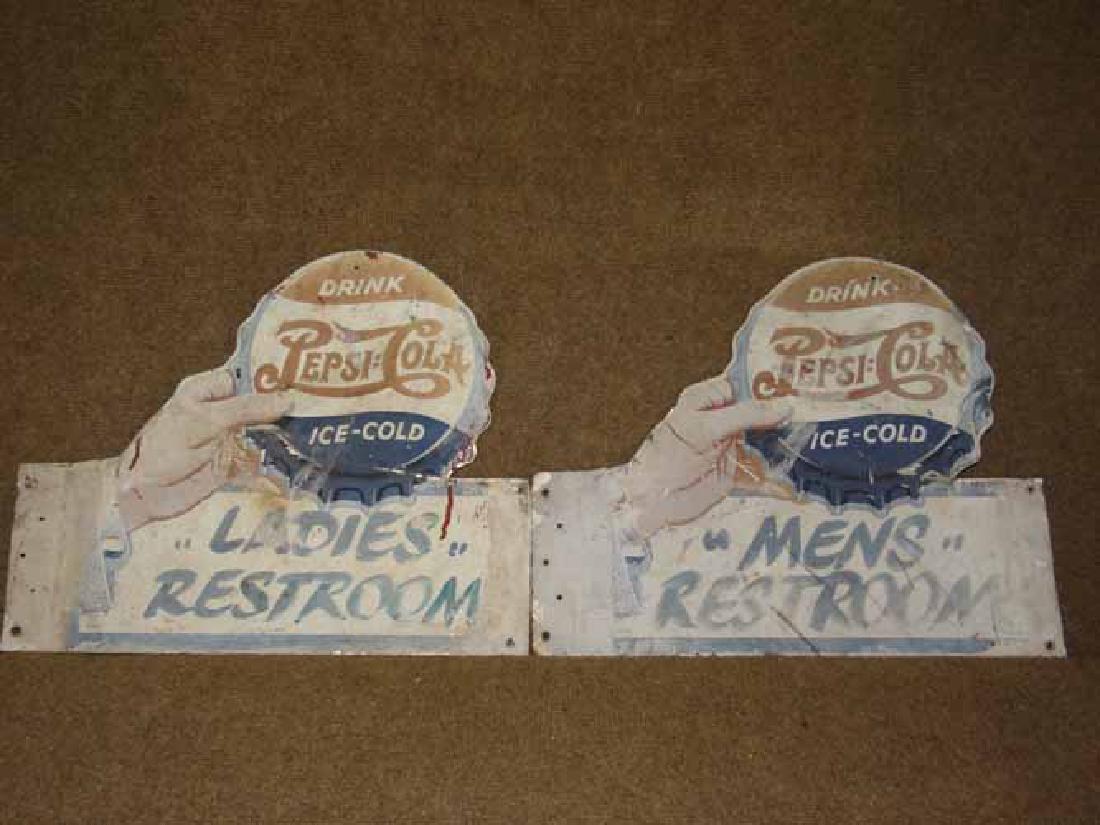 DRINK
PEPSI:COLA
ICE-COLD
"LADIES"
RESTROOM
DRINK
PEPSI:COLA
ICE-COLD
"MENS"
RESTROOM